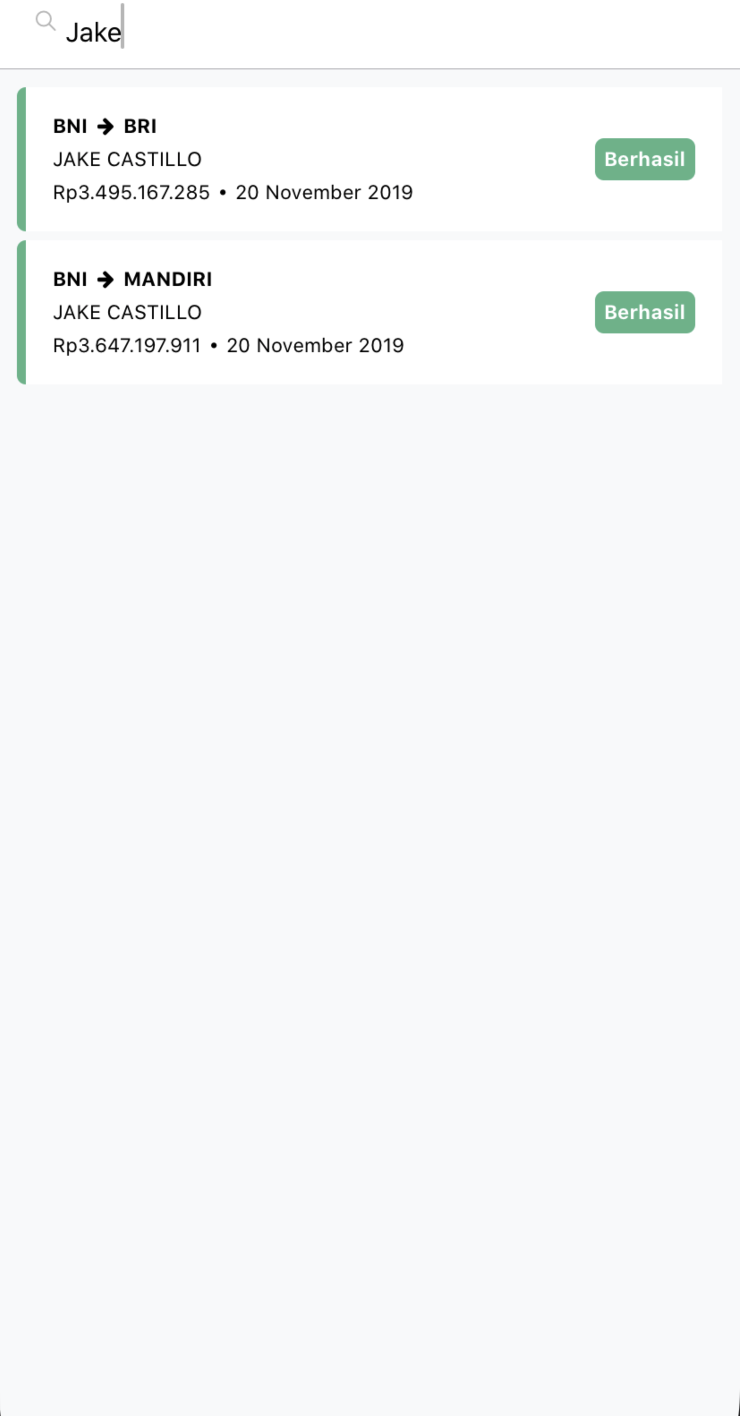 Jake
BNI → BRI
JAKE CASTILLO
Rp3.495.167.285 • 20 November 2019
Berhasil
BNI → MANDIRI
JAKE CASTILLO
Rp3.647.197.911 • 20 November 2019
Berhasil